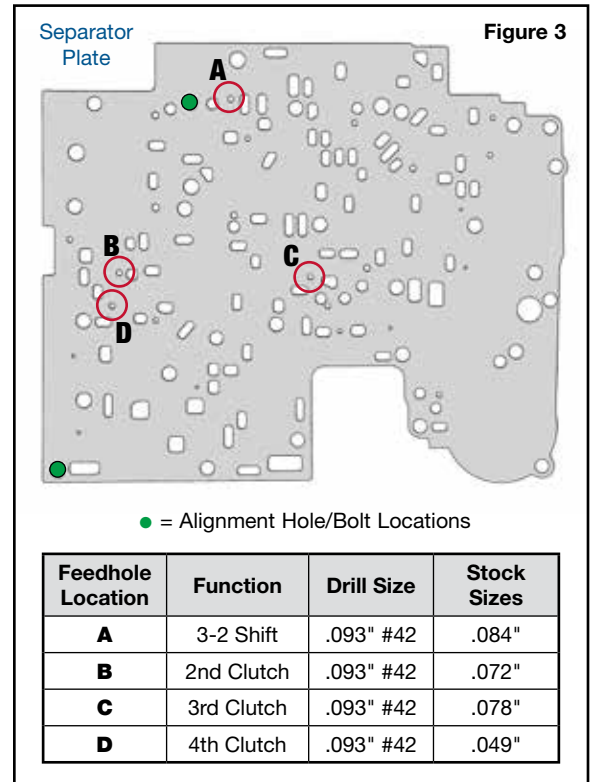 Separator
Plate
Figure 3
A
B
C
D
● = Alignment Hole/Bolt Locations
Feedhole Location Function Drill Size Stock Sizes
A 3-2 Shift .093" #42 .084"
B 2nd Clutch .093" #42 .072"
C 3rd Clutch .093" #42 .078"
D 4th Clutch .093" #42 .049"